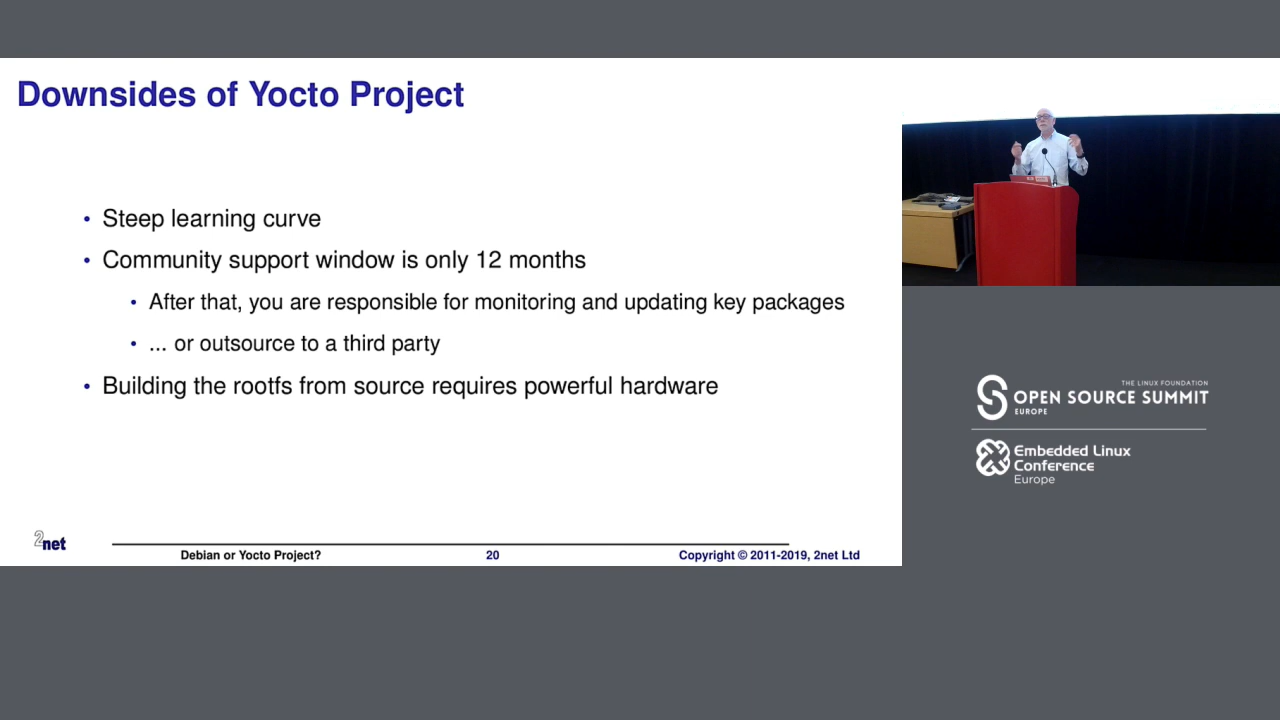 Downsides of Yocto Project
• Steep learning curve
• Community support window is only 12 months
• After that, you are responsible for monitoring and updating key packages
• ... or outsource to a third party
• Building the rootfs from source requires powerful hardware
2net
Debian or Yocto Project?
20
Copyright © 2011-2019, 2net Ltd
THE LINUX FOUNDATION
OPEN SOURCE SUMMIT
EUROPE
Embedded Linux
Conference
Europe